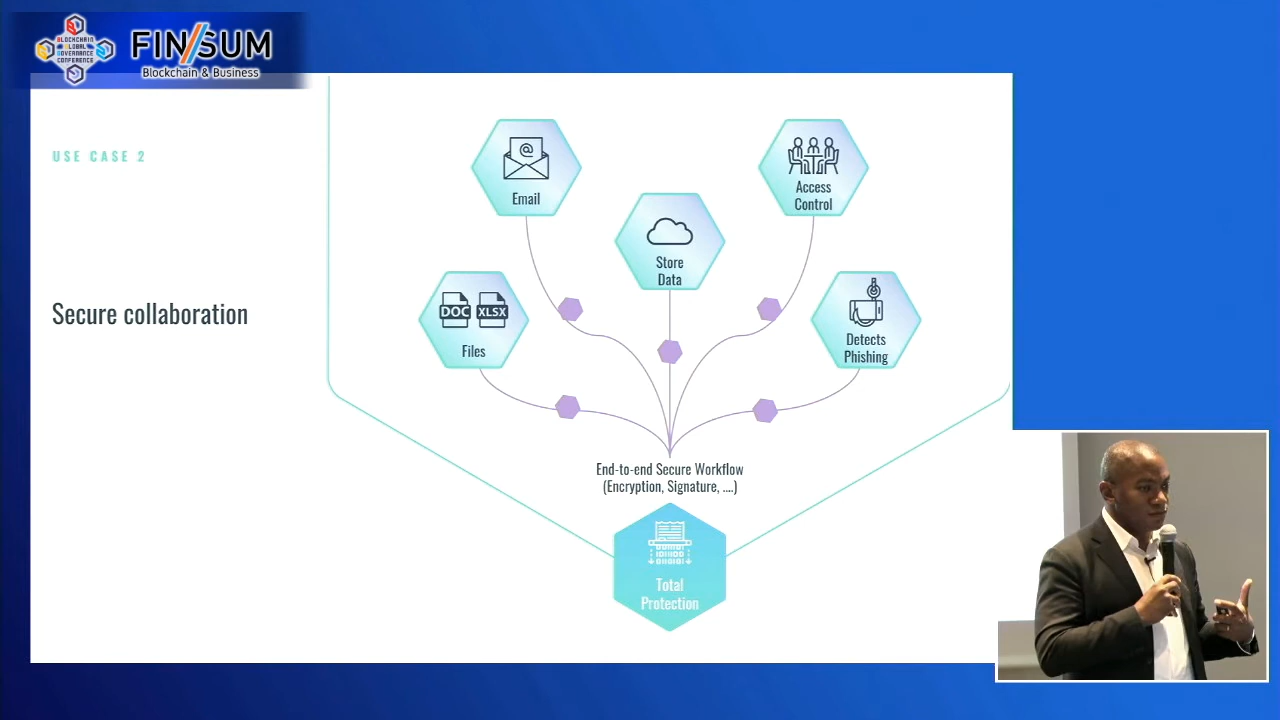 BLOCKCHAIN
GLOBAL
GOVERNANCE
CONFERENCE
FIN/SUM
Blockchain & Business
USE CASE 2
Secure collaboration
@
Email
Access
Control
Store
Data
DOC XLSX
Files
Detects
Phishing
End-to-end Secure Workflow
(Encryption, Signature, ....)
Total
Protection